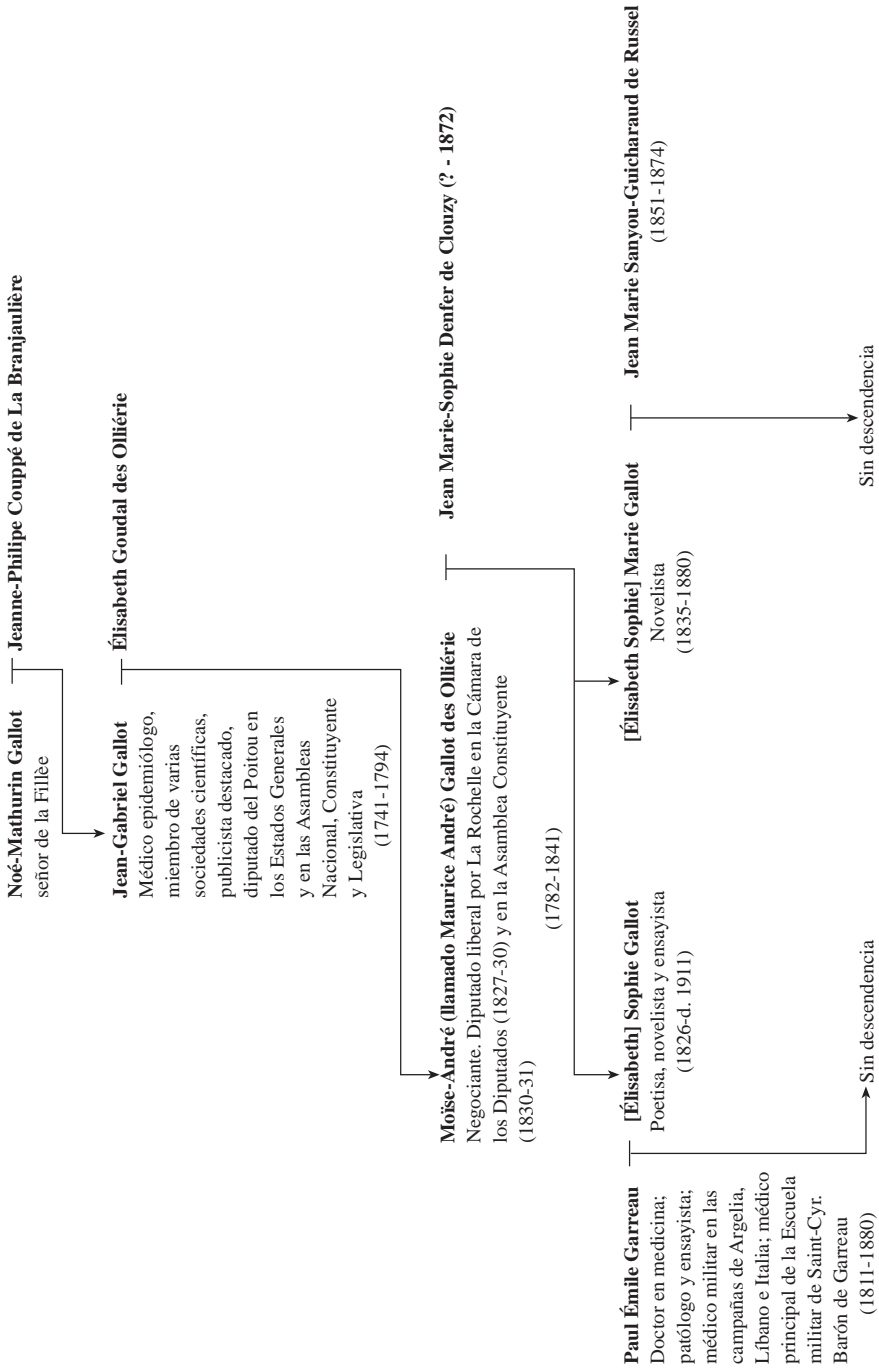 Noé-Mathurin Gallot
señor de la Fillèe
Jeanne-Philipe Couppé de La Branjaulière
Jean-Gabriel Gallot
Médico epidemiólogo,
miembro de varias
sociedades científicas,
publicista destacado,
diputado del Poitou en
los Estados Generales
y en las Asambleas
Nacional, Constituyente
y Legislativa
(1741-1794)
Élisabeth Goudal des Olliérie
Moïse-André (llamado Maurice André) Gallot des Olliérie
Negociante. Diputado liberal por La Rochelle en la Cámara de
los Diputados (1827-30) y en la Asamblea Constituyente
(1830-31)
(1782-1841)
Jean Marie-Sophie Denfer de Clouzy (? - 1872)
Paul Émile Garreau
Doctor en medicina;
patólogo y ensayista;
médico militar en las
campañas de Argelia,
Líbano e Italia; médico
principal de la Escuela
militar de Saint-Cyr.
Barón de Garreau
(1811-1880)
[Élisabeth] Sophie Gallot
Poetisa, novelista y ensayista
(1826-d. 1911)
Sin descendencia
[Élisabeth Sophie] Marie Gallot
Novelista
(1835-1880)
Jean Marie Sanyou-Guicharaud de Russel
(1851-1874)
Sin descendencia